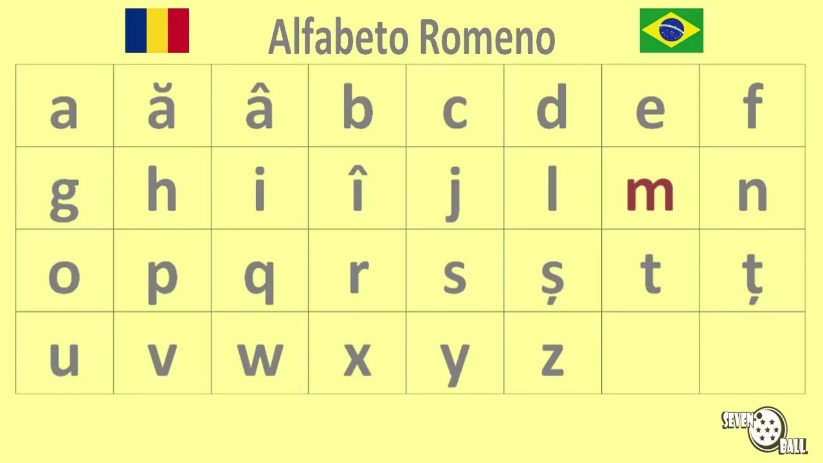 Alfabeto Romeno
a ă â b c d e f
g h i î j l m n
o p q r s ș t ț
u v w x y z
SEVEN
BALL